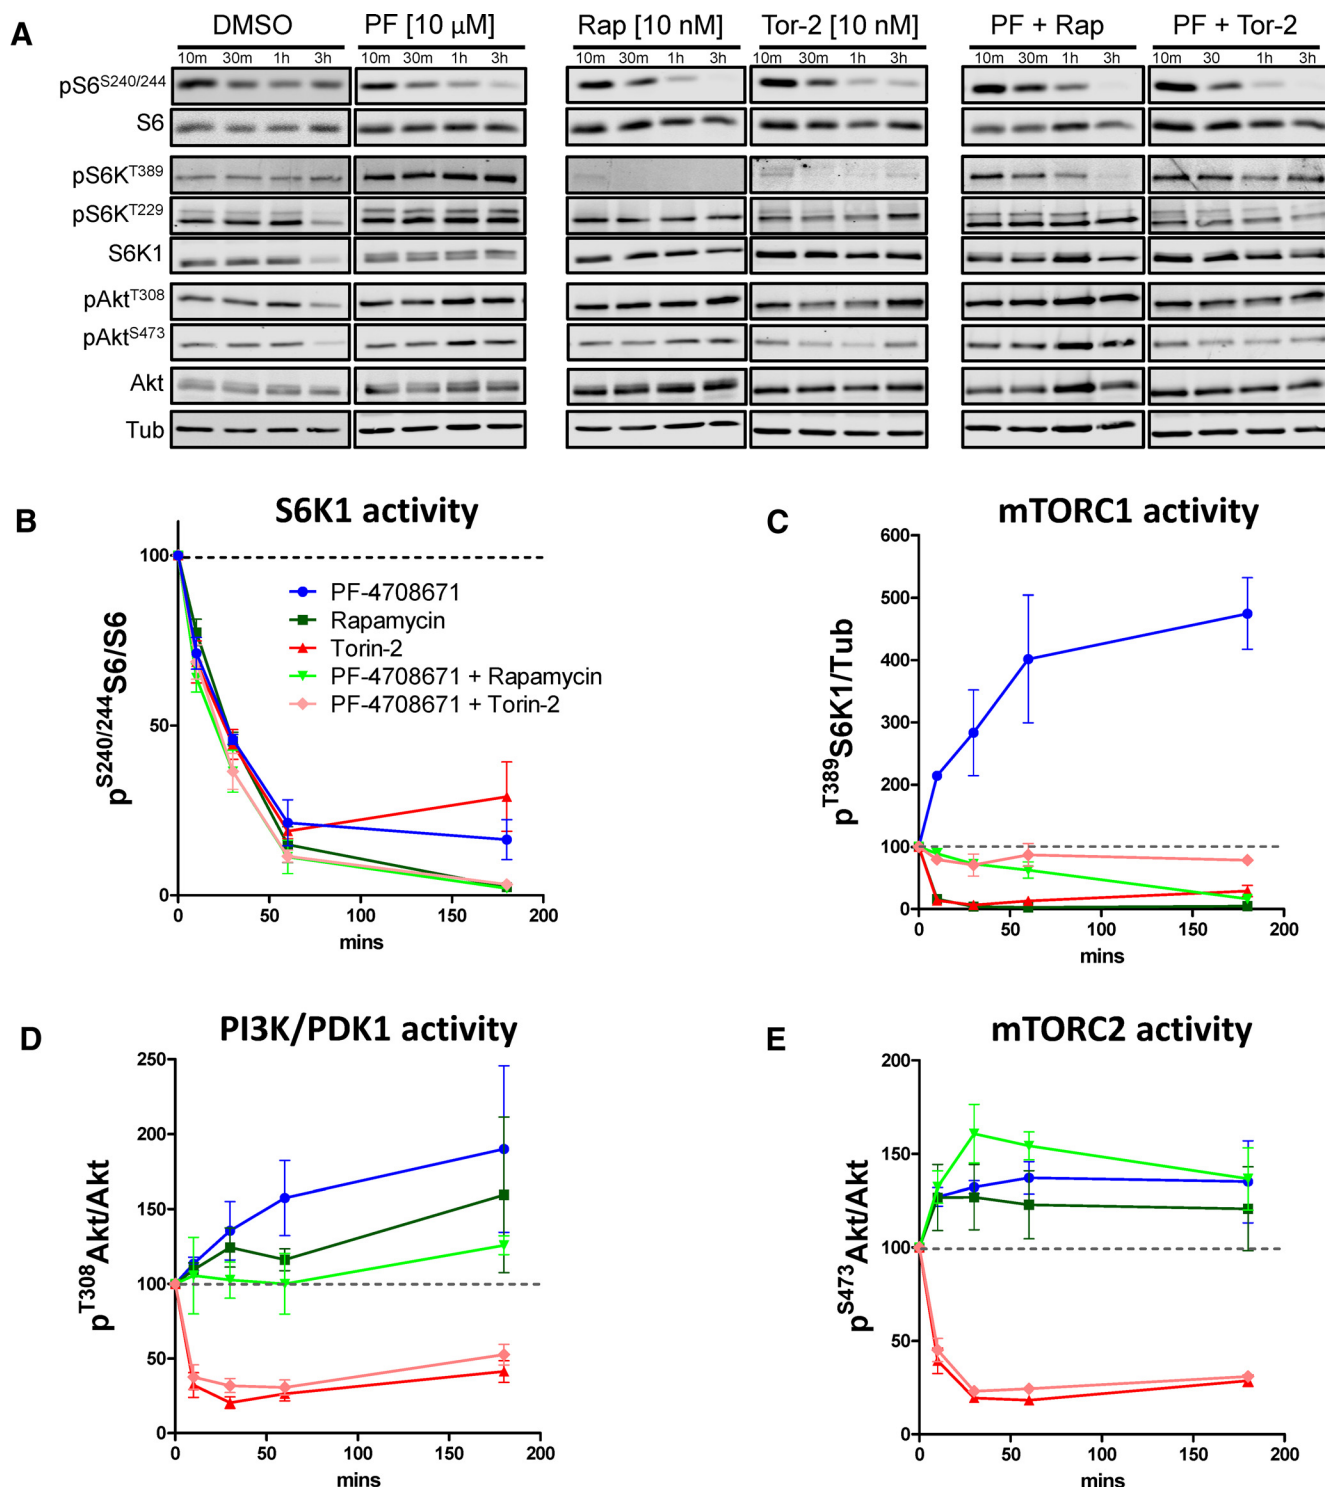 A
DMSO PF [10 μM] Rap [10 nM] Tor-2 [10 nM] PF + Rap PF + Tor-2
10m 30m 1h 3h 10m 30m 1h 3h 10m 30m 1h 3h 10m 30m 1h 3h 10m 30m 1h 3h 10m 30 1h 3h
pS6S240/244
S6
pS6KT389
pS6KT229
S6K1
pAktT308
pAktS473
Akt
Tub
B
S6K1 activity
pS240/244S6/S6
100
50
0
0 50 100 150 200
mins
PF-4708671
Rapamycin
Torin-2
PF-4708671 + Rapamycin
PF-4708671 + Torin-2
C
mTORC1 activity
pT389S6K1/Tub
600
500
400
300
200
100
0
0 50 100 150 200
mins
D
PI3K/PDK1 activity
pT308Akt/Akt
250
200
150
100
50
0
0 50 100 150 200
mins
E
mTORC2 activity
pS473Akt/Akt
200
150
100
50
0
0 50 100 150 200
mins